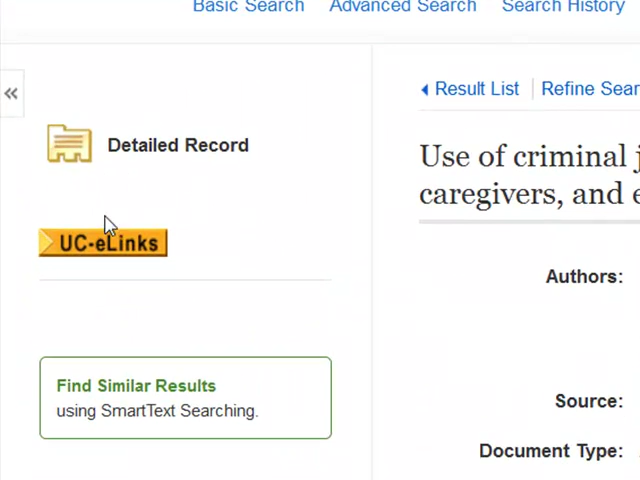 Basic Search Advanced Search Search History
« 
Detailed Record
UC-eLinks
Find Similar Results
using SmartText Searching.
Result List Refine Sear
Use of criminal j
caregivers, and e
Authors:
Source:
Document Type: